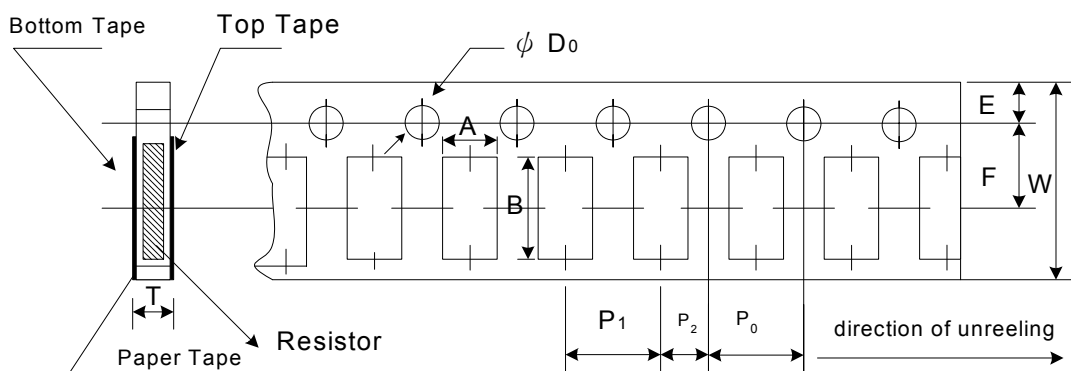 Bottom Tape
Top Tape
ψ D0
E
A
F
W
B
T
P1
P2
P0
direction of unreeling
Resistor
Paper Tape